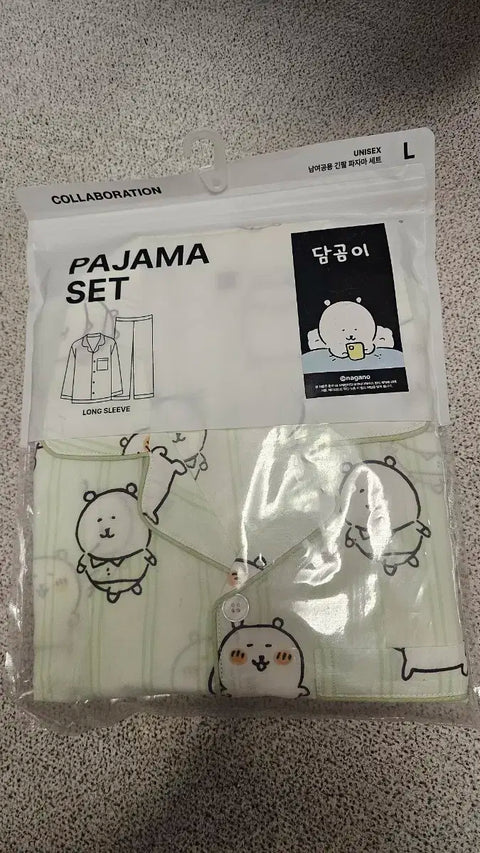 COLLABORATION
UNISEX
남여공용 긴팔 파자마 세트
L
PAJAMA
SET
담곰이
LONG SLEEVE
©nagano